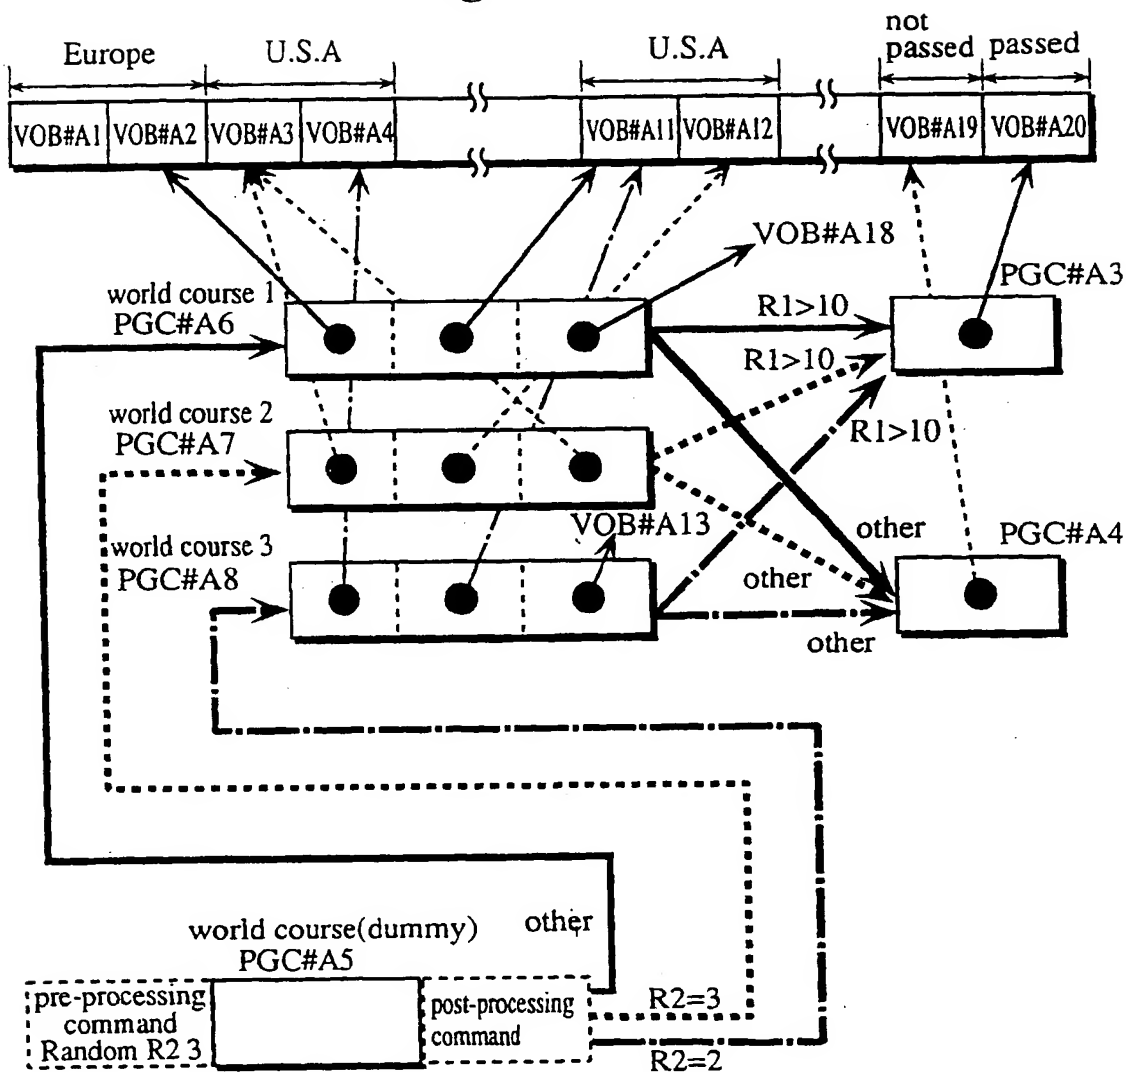 Europe
U.S.A
U.S.A
not
passed
passed
VOB#A1
VOB#A2
VOB#A3
VOB#A4
VOB#A11
VOB#A12
VOB#A19
VOB#A20
VOB#A18
PGC#A3
world course 1
PGC#A6
R1>10
R1>10
R1>10
world course 2
PGC#A7
VOB#A13
other
PGC#A4
world course 3
PGC#A8
other
other
world course(dummy)
other
PGC#A5
pre-processing
command
Random R2 3
post-processing
command
R2=3
R2=2